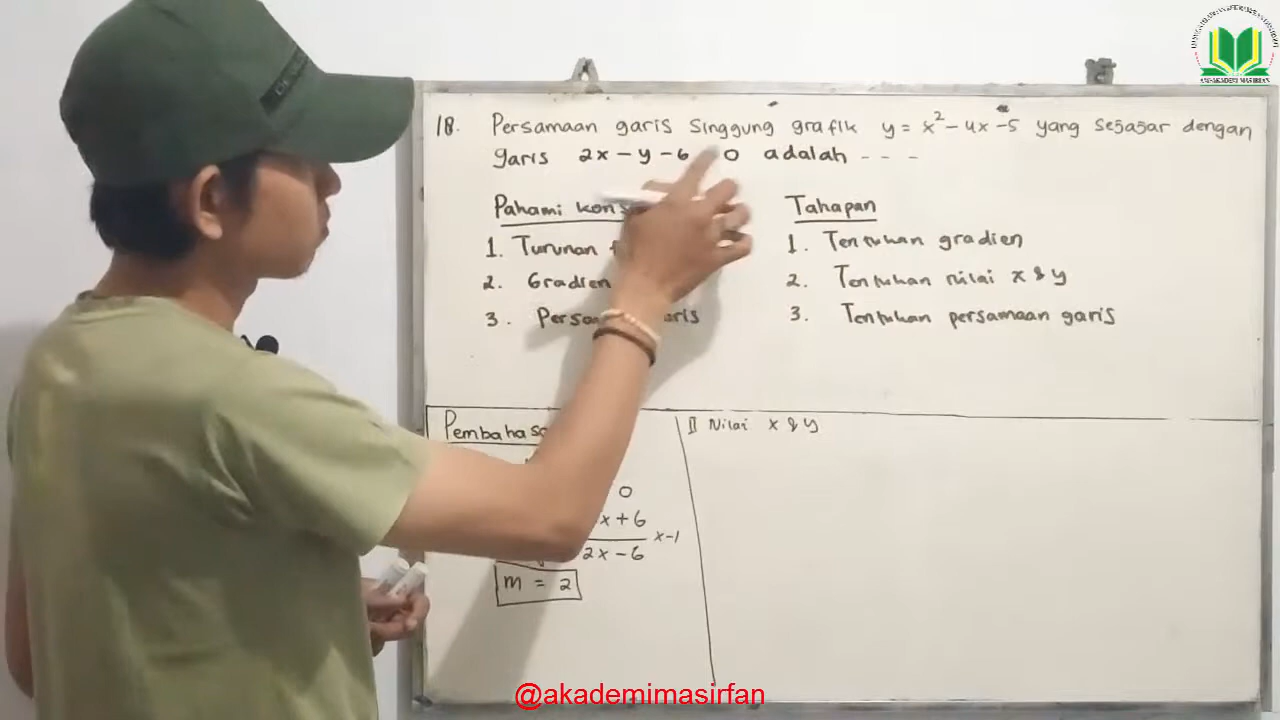 18. Persamaan garis singgung grafik y = x² - 4x - 5 yang sejajar dengan
garis 2x - y - 6 0 adalah - - -
Pahami
1. Turunan
2. Gradien
3.
Tahapan
1. Tentukan gradien
2. Tentukan nilai x & y
3. Tentukan persamaan garis
0
x + 6
2x - 6 x-1
m = 2
II Nilai x & y
@akademimasirfan